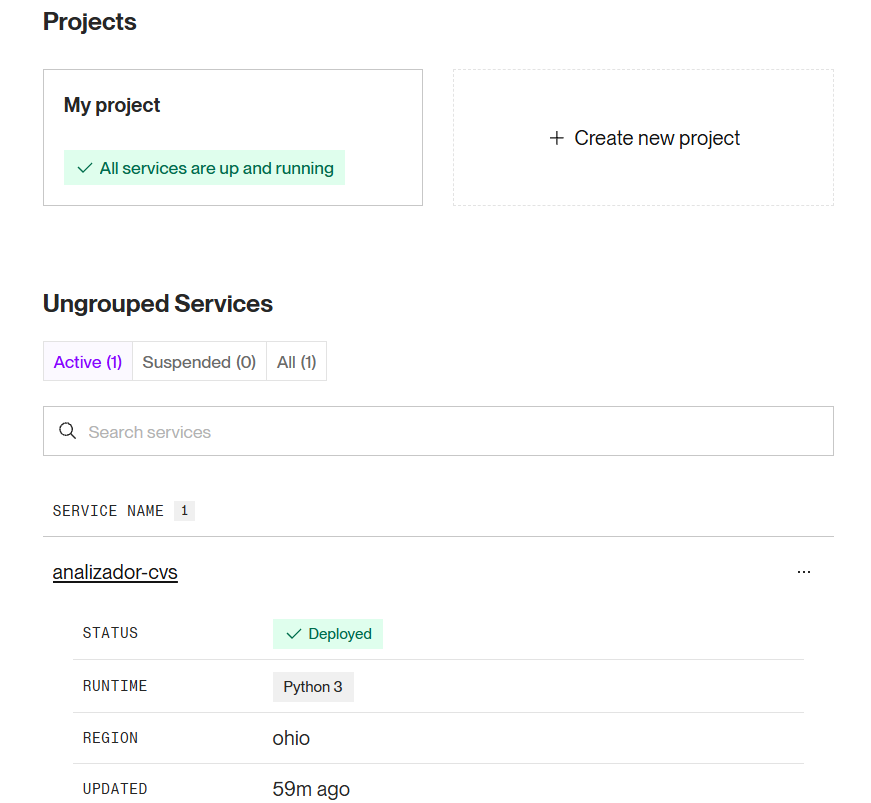 Projects
My project
All services are up and running
+ Create new project
Ungrouped Services
Active (1) Suspended (0) All (1)
Search services
SERVICE NAME 1
analizador-cvs ...
STATUS Deployed
RUNTIME Python 3
REGION ohio
UPDATED 59m ago